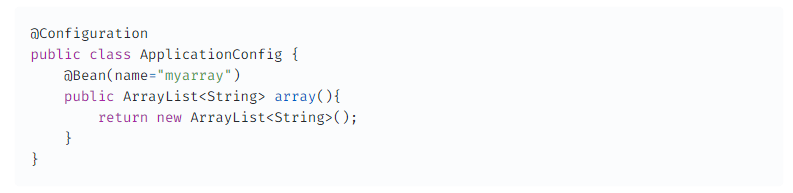 @Configuration
public class ApplicationConfig {
    @Bean(name="myarray")
    public ArrayList<String> array(){
        return new ArrayList<String>();
    }
}